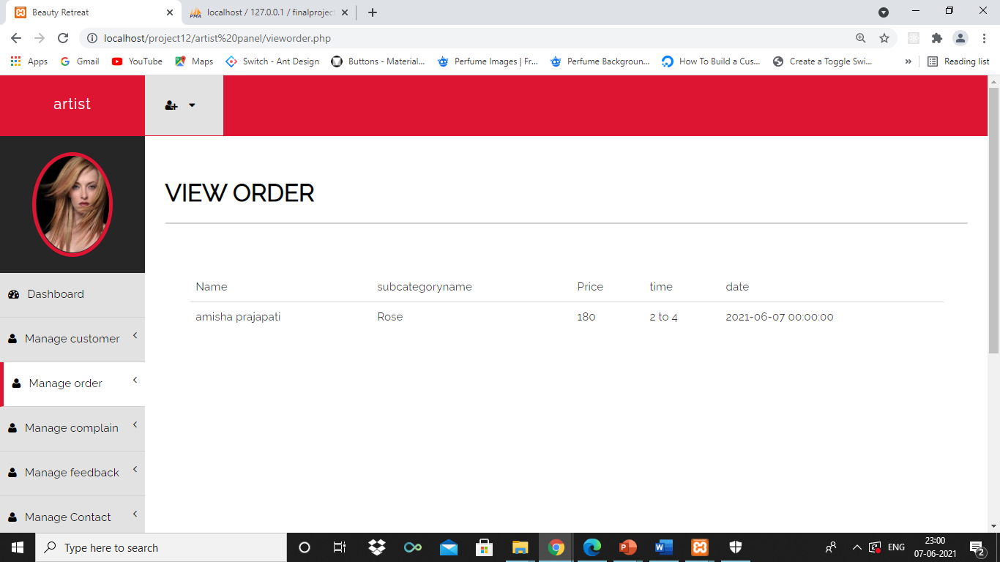 Beauty Retreat
localhost / 127.0.0.1 / finalproject
localhost/project12/artist%20panel/vieworder.php
Apps Gmail YouTube Maps Switch - Ant Design Buttons - Material... Perfume Images | Fr... Perfume Backgroun... How To Build a Cus... Create a Toggle Swi... » Reading list
artist
VIEW ORDER
Name subcategoryname Price time date
amisha prajapati Rose 180 2 to 4 2021-06-07 00:00:00
Dashboard
Manage customer
Manage order
Manage complain
Manage feedback
Manage Contact
Type here to search
ENG
23:00
07-06-2021
2